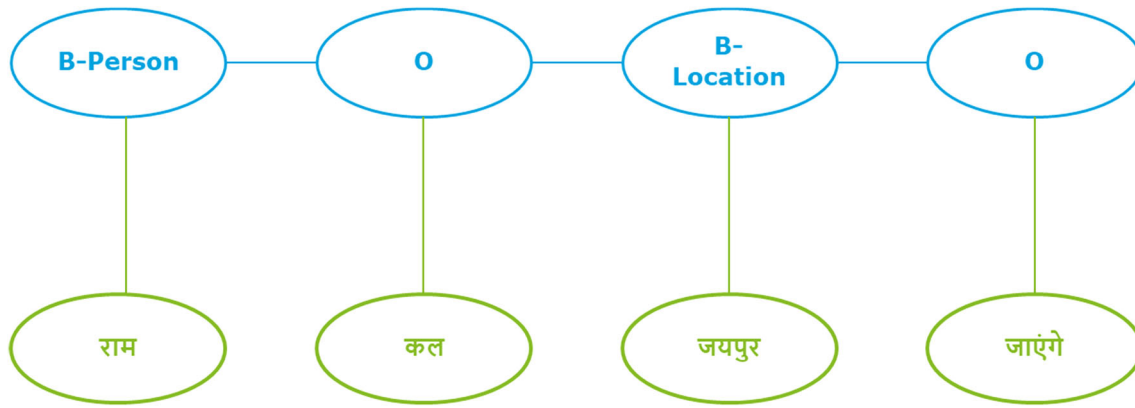 B-Person
O
B-
Location
O
राम
कल
जयपुर
जाएंगे